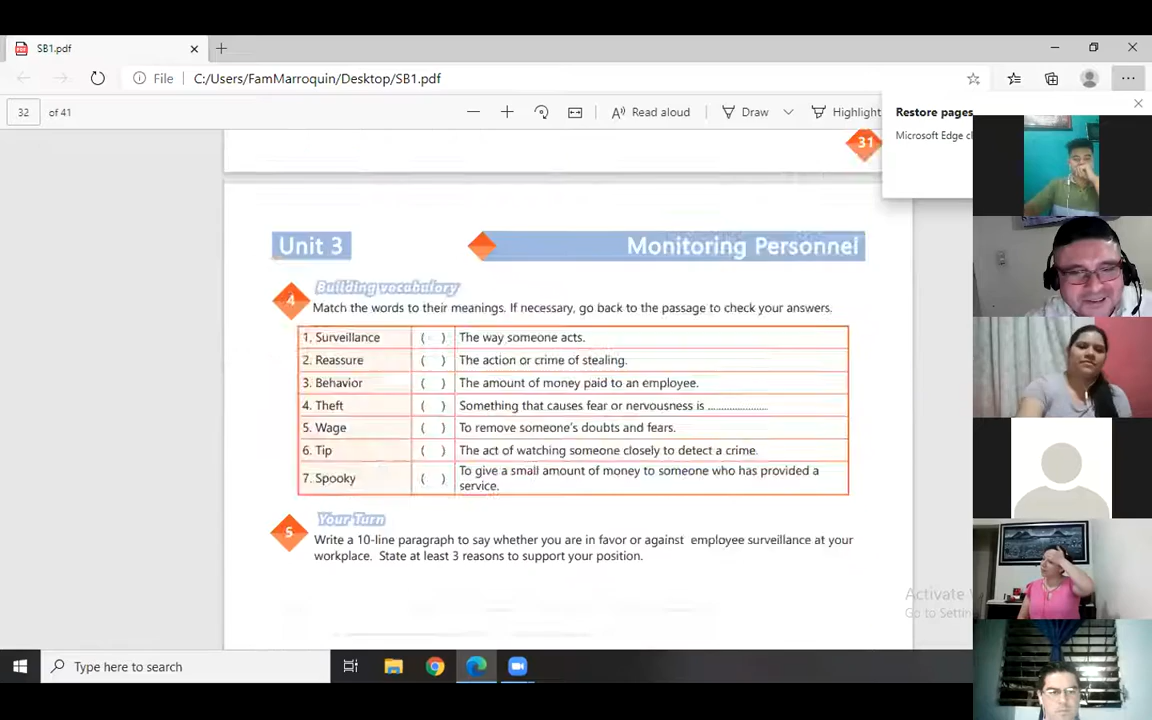 SB1.pdf
File
C:/Users/FamMarroquin/Desktop/SB1.pdf
32 of 41
Read aloud
Draw
Highlight
Restore pages
Microsoft Edge
31
Unit 3
Monitoring Personnel
4
Building vocabulary
Match the words to their meanings. If necessary, go back to the passage to check your answers.
1. Surveillance ( ) The way someone acts.
2. Reassure ( ) The action or crime of stealing.
3. Behavior ( ) The amount of money paid to an employee.
4. Theft ( ) Something that causes fear or nervousness is .....................
5. Wage ( ) To remove someone's doubts and fears.
6. Tip ( ) The act of watching someone closely to detect a crime.
7. Spooky ( ) To give a small amount of money to someone who has provided a
service.
5
Your Turn
Write a 10-line paragraph to say whether you are in favor or against employee surveillance at your
workplace. State at least 3 reasons to support your position.
Activate
Go to
Type here to search